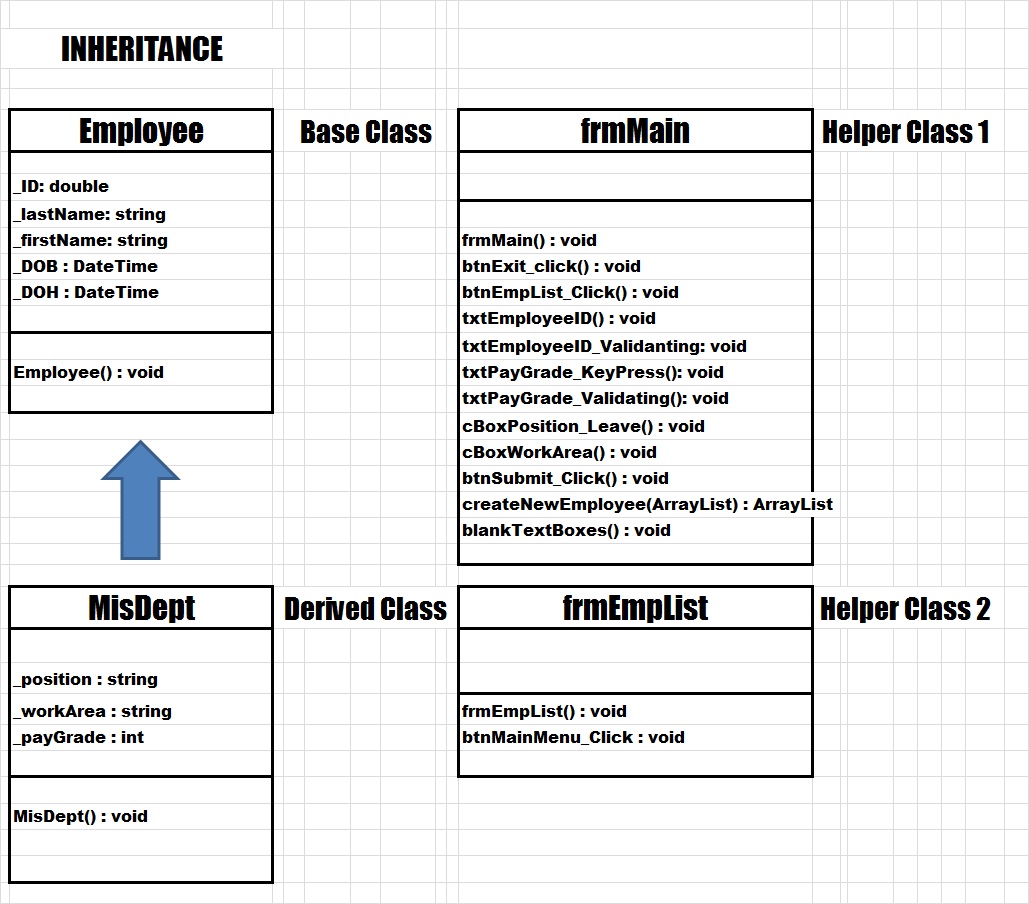 INHERITANCE
Employee
Base Class
_ID: double
_lastName: string
_firstName: string
_DOB : DateTime
_DOH : DateTime
Employee() : void
frmMain
Helper Class 1
frmMain() : void
btnExit_click() : void
btnEmpList_Click() : void
txtEmployeeID() : void
txtEmployeeID_Validanting: void
txtPayGrade_KeyPress(): void
txtPayGrade_Validating(): void
cBoxPosition_Leave() : void
cBoxWorkArea() : void
btnSubmit_Click() : void
createNewEmployee(ArrayList) : ArrayList
blankTextBoxes() : void
MisDept
Derived Class
_position : string
_workArea : string
_payGrade : int
MisDept() : void
frmEmpList
Helper Class 2
frmEmpList() : void
btnMainMenu_Click : void